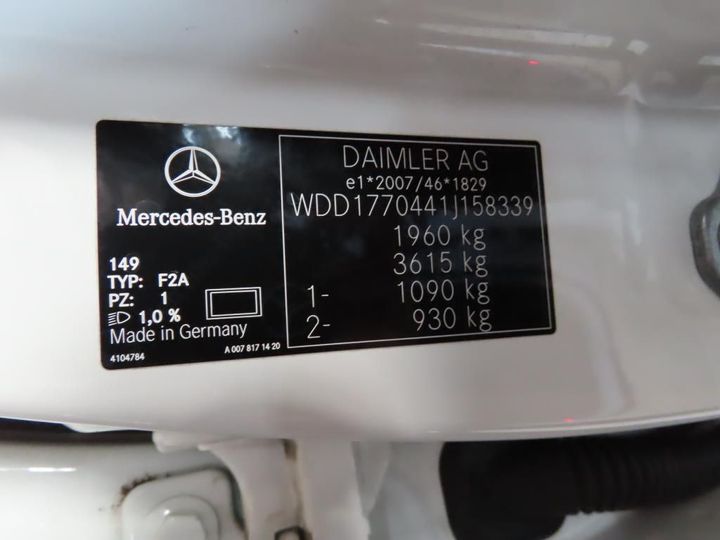 Mercedes-Benz
149
TYP: F2A
PZ: 1
1,0 %
Made in Germany
4104784
A 007 817 14 20
DAIMLER AG
e1*2007/46*1829
WDD1770441J158339
1960 kg
3615 kg
1- 1090 kg
2- 930 kg